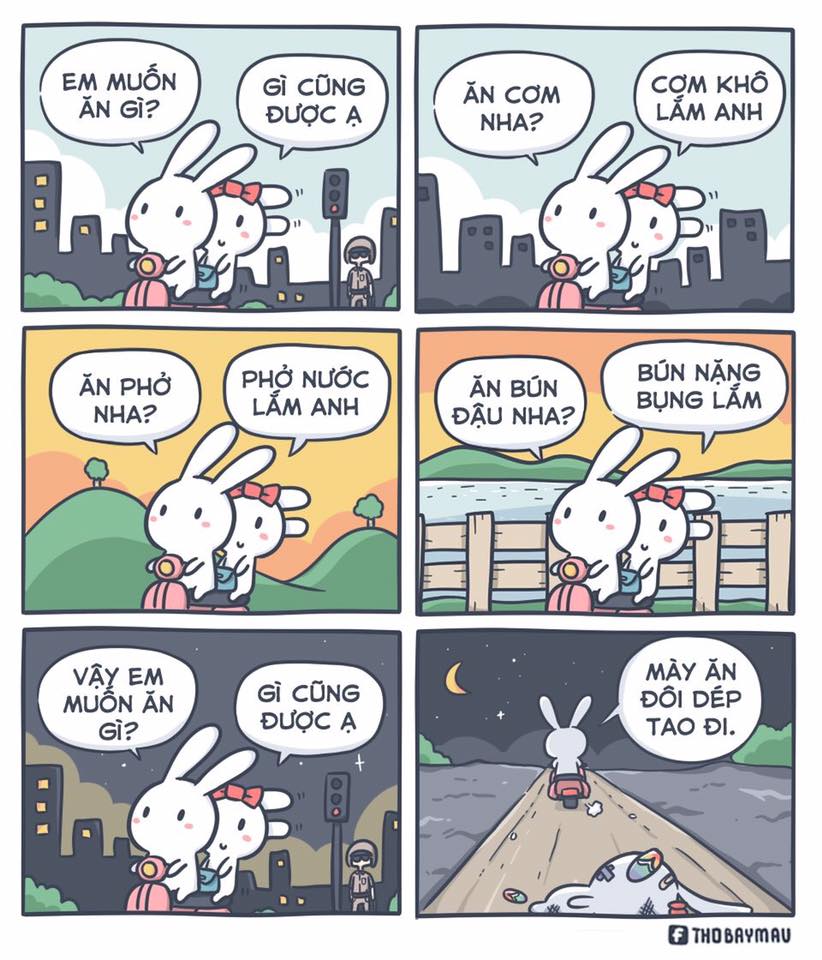 EM MUỐN
ĂN GÌ?
GÌ CŨNG
ĐƯỢC Ạ
ĂN CƠM
NHA?
CƠM KHÔ
LẮM ANH
ĂN PHỞ
NHA?
PHỞ NƯỚC
LẮM ANH
ĂN BÚN
ĐẬU NHA?
BÚN NẶNG
BỤNG LẮM
VẬY EM
MUỐN ĂN
GÌ?
GÌ CŨNG
ĐƯỢC Ạ
MÀY ĂN
ĐÔI DÉP
TAO ĐI.
f THOBAYMAU